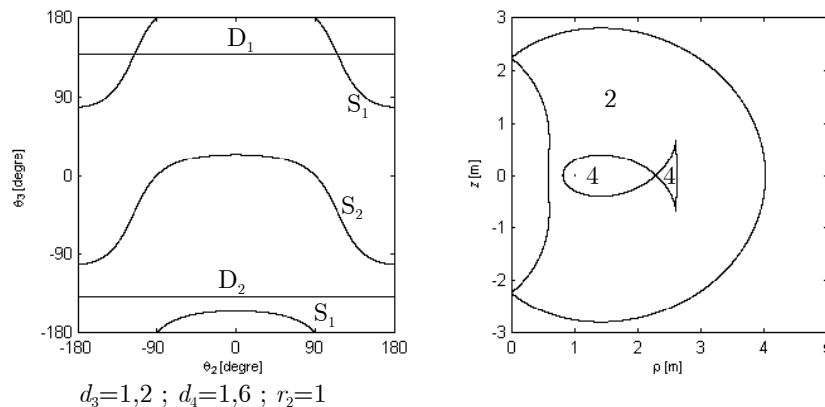 180
90
0
-90
-180
-180
-90
0
90
180
θ3 [degre]
θ2 [degre]
D1
S1
S2
D2
S1
3
2
1
0
-1
-2
-3
0
1
2
3
4
5
z [m]
ρ [m]
2
4
4
d3=1,2 ; d4=1,6 ; r2=1